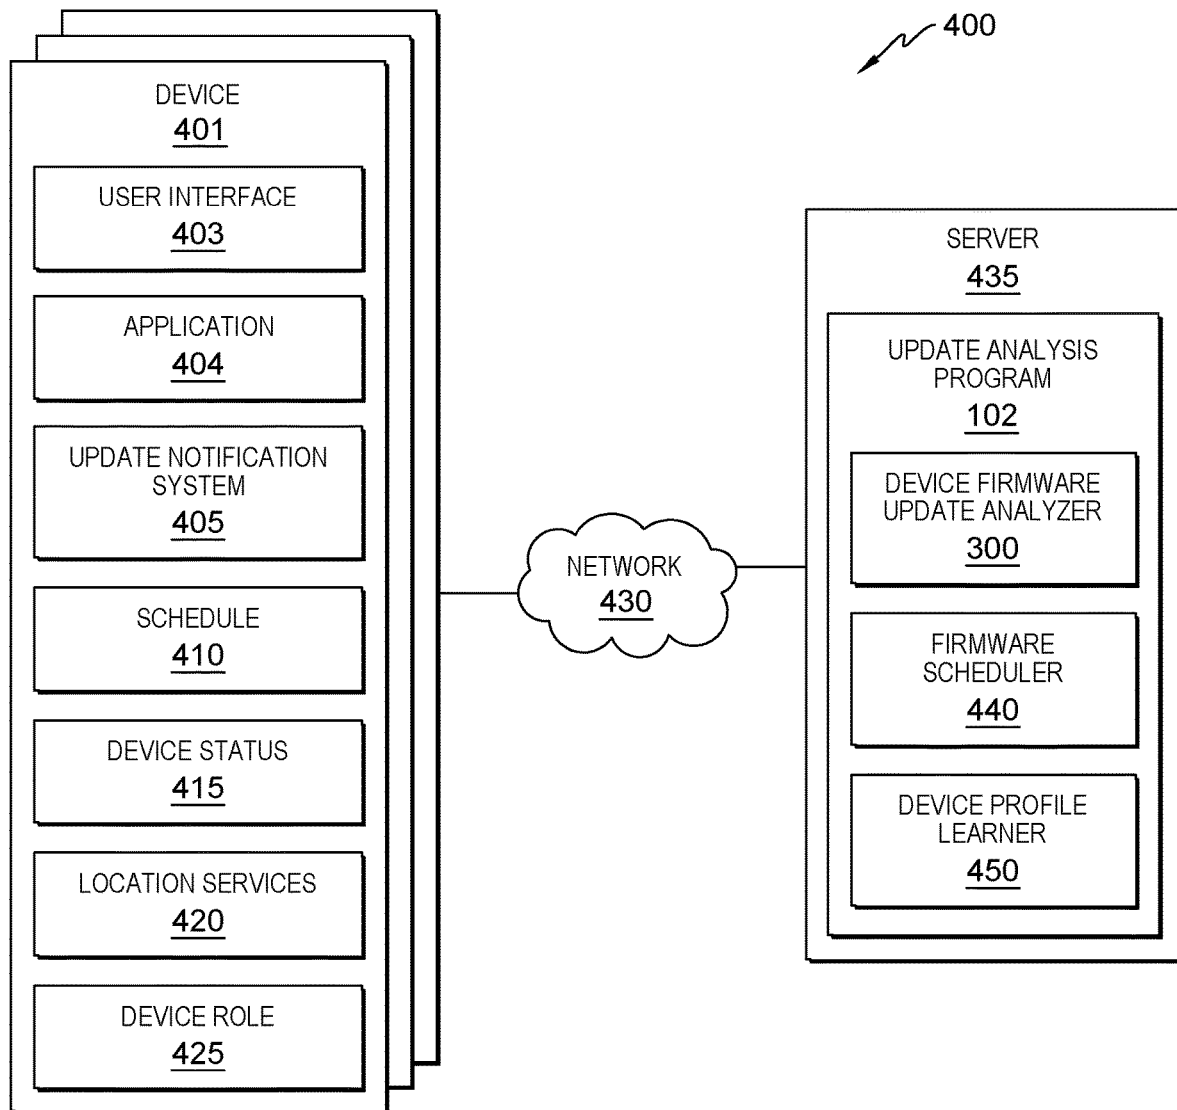 400
DEVICE
401
USER INTERFACE
403
APPLICATION
404
UPDATE NOTIFICATION
SYSTEM
405
SCHEDULE
410
DEVICE STATUS
415
LOCATION SERVICES
420
DEVICE ROLE
425
NETWORK
430
SERVER
435
UPDATE ANALYSIS
PROGRAM
102
DEVICE FIRMWARE
UPDATE ANALYZER
300
FIRMWARE
SCHEDULER
440
DEVICE PROFILE
LEARNER
450